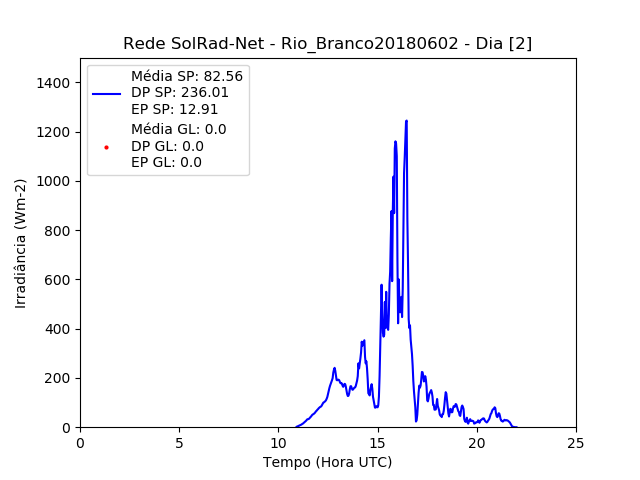 Rede SolRad-Net - Rio_Branco20180602 - Dia [2]
Média SP: 82.56
DP SP: 236.01
EP SP: 12.91
Média GL: 0.0
DP GL: 0.0
EP GL: 0.0
Irradiância (Wm-2)
1400
1200
1000
800
600
400
200
0
0 5 10 15 20 25
Tempo (Hora UTC)